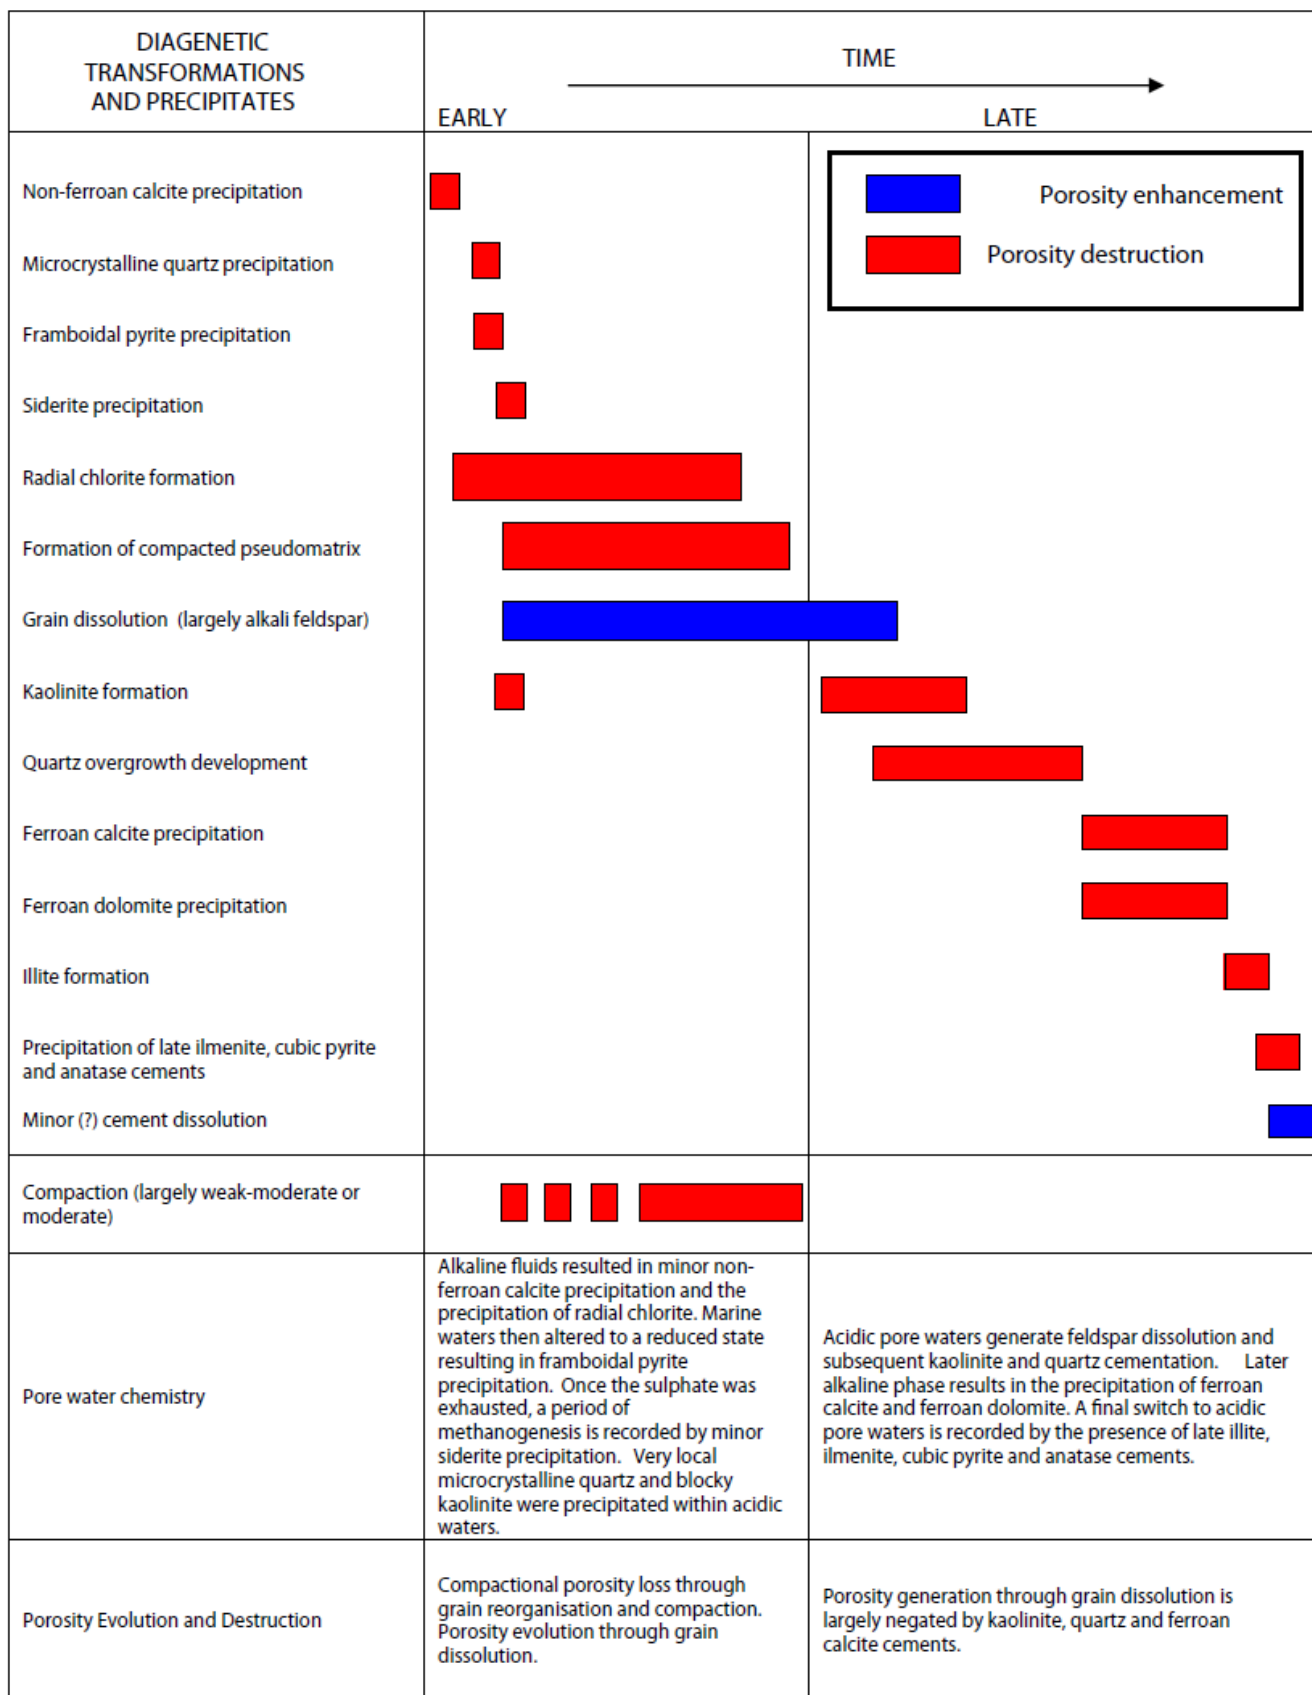 DIAGENETIC
TRANSFORMATIONS
AND PRECIPITATES
TIME
EARLY
LATE
Porosity enhancement
Porosity destruction
Non-ferroan calcite precipitation
Microcrystalline quartz precipitation
Framboidal pyrite precipitation
Siderite precipitation
Radial chlorite formation
Formation of compacted pseudomatrix
Grain dissolution (largely alkali feldspar)
Kaolinite formation
Quartz overgrowth development
Ferroan calcite precipitation
Ferroan dolomite precipitation
Illite formation
Precipitation of late ilmenite, cubic pyrite
and anatase cements
Minor (?) cement dissolution
Compaction (largely weak-moderate or
moderate)
Pore water chemistry
Alkaline fluids resulted in minor non-
ferroan calcite precipitation and the
precipitation of radial chlorite. Marine
waters then altered to a reduced state
resulting in framboidal pyrite
precipitation. Once the sulphate was
exhausted, a period of
methanogenesis is recorded by minor
siderite precipitation. Very local
microcrystalline quartz and blocky
kaolinite were precipitated within acidic
waters.
Acidic pore waters generate feldspar dissolution and
subsequent kaolinite and quartz cementation. Later
alkaline phase results in the precipitation of ferroan
calcite and ferroan dolomite. A final switch to acidic
pore waters is recorded by the presence of late illite,
ilmenite, cubic pyrite and anatase cements.
Porosity Evolution and Destruction
Compactional porosity loss through
grain reorganisation and compaction.
Porosity evolution through grain
dissolution.
Porosity generation through grain dissolution is
largely negated by kaolinite, quartz and ferroan
calcite cements.